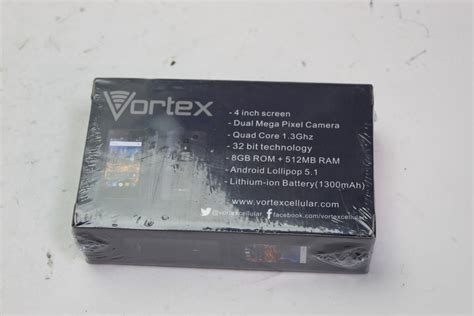 Vortex
- 4 inch screen
- Dual Mega Pixel Camera
- Quad Core 1.3Ghz
- 32 bit technology
- 8GB ROM + 512MB RAM
- Android Lollipop 5.1
- Lithium-ion Battery(1300mAh)
www.vortexcellular.com
@vortexcellular facebook.com/vortexcellular